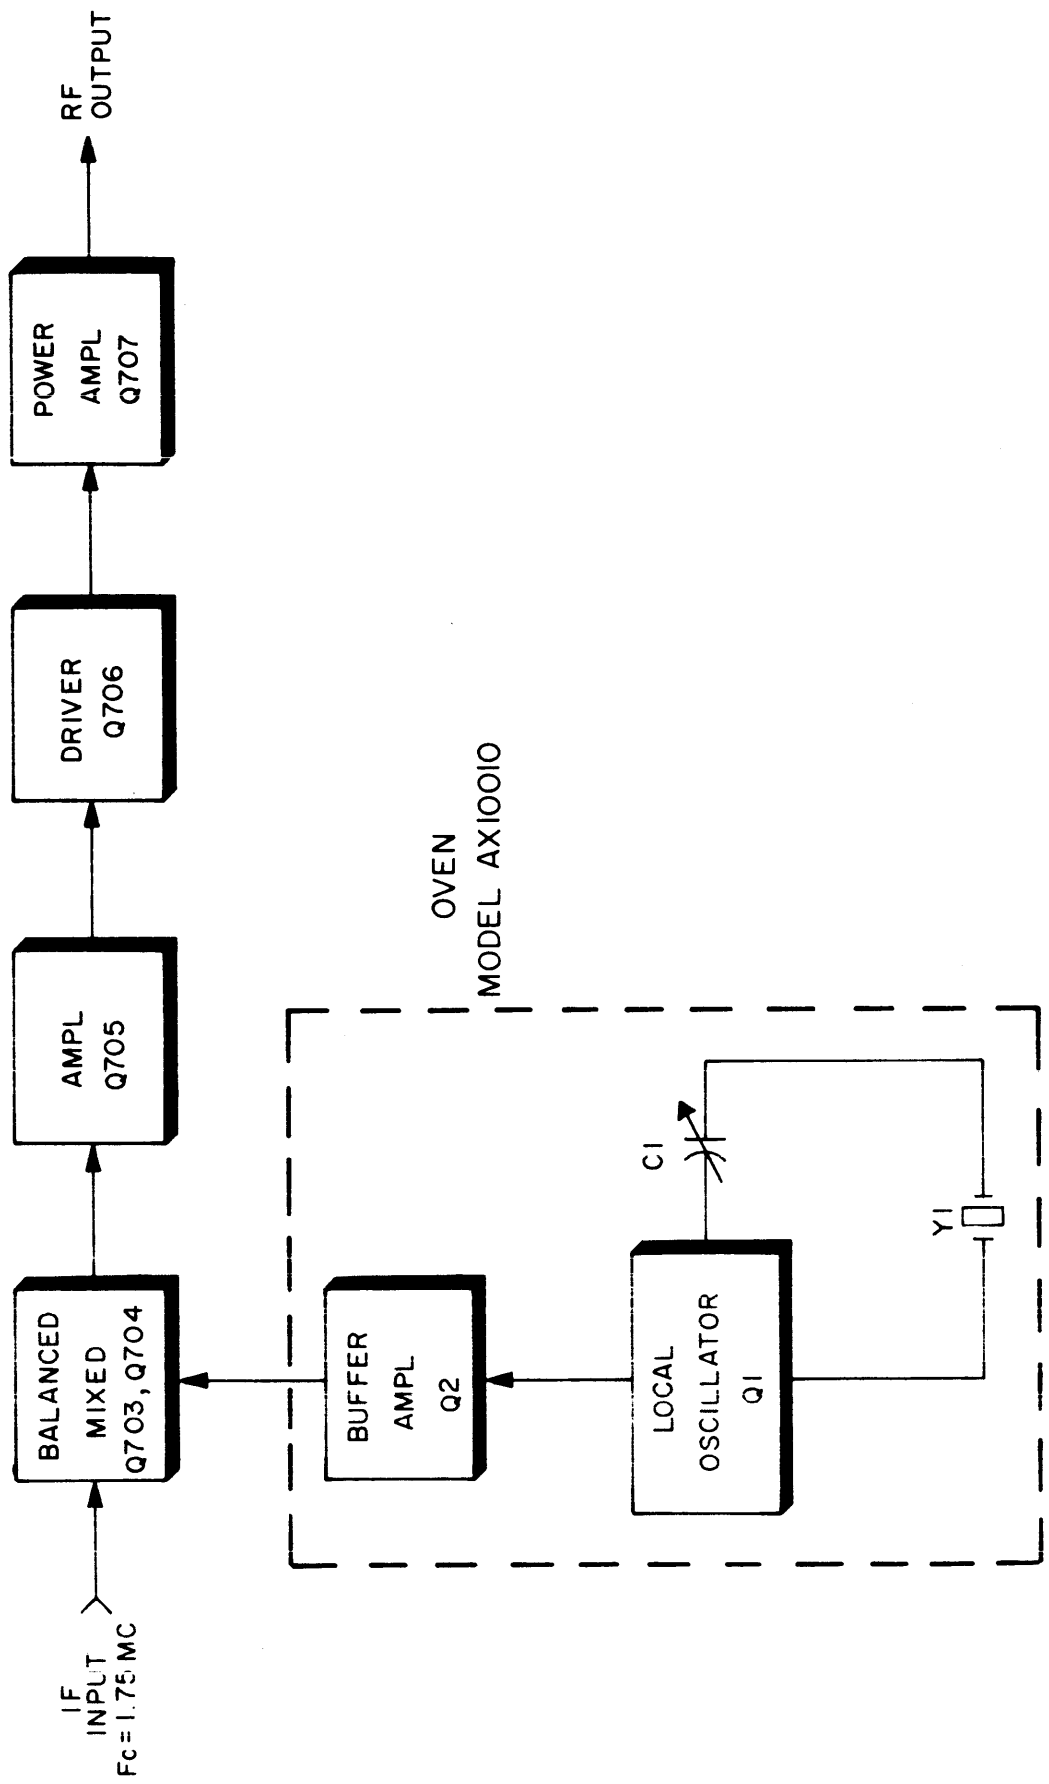 IF
INPUT
Fc = 1.75 MC
BALANCED
MIXED
Q703, Q704
AMPL
Q705
DRIVER
Q706
POWER
AMPL
Q707
RF
OUTPUT
BUFFER
AMPL
Q2
LOCAL
OSCILLATOR
Q1
C1
Y1
OVEN
MODEL AX10010